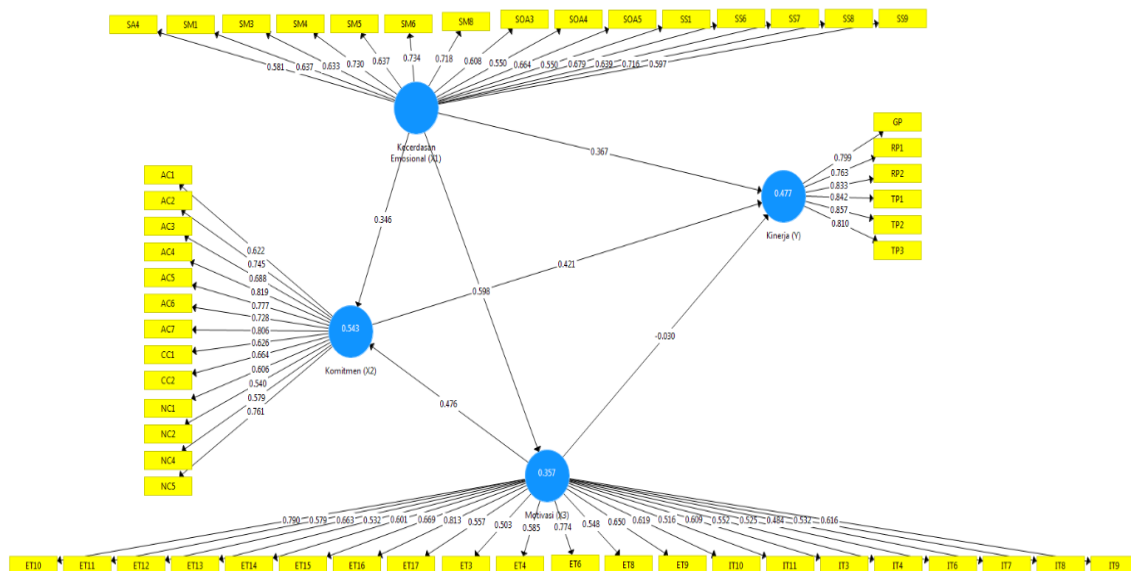 SA4 SM1 SM3 SM4 SM5 SM6 SM8 SOA3 SOA4 SOA5 SS1 SS6 SS7 SS8 SS9
0.581 0.637 0.633 0.730 0.637 0.734 0.718 0.608 0.550 0.664 0.550 0.679 0.639 0.716 0.597
Kecerdasan
Emosional (X1)
0.367
0.346
0.598
GP
RP1
RP2
TP1
TP2
TP3
0.799
0.763
0.833
0.842
0.857
0.810
0.477
Kinerja (Y)
AC1
AC2
AC3
AC4
AC5
AC6
AC7
CC1
CC2
NC1
NC2
NC4
NC5
0.622
0.745
0.688
0.819
0.777
0.728
0.806
0.626
0.664
0.606
0.540
0.579
0.761
0.543
Komitmen (X2)
0.421
-0.030
0.476
0.357
Motivasi (X3)
0.790 0.579 0.663 0.532 0.601 0.669 0.813 0.557 0.503 0.585 0.774 0.548 0.650 0.619 0.516 0.609 0.552 0.525 0.484 0.532 0.616
ET10 ET11 ET12 ET13 ET14 ET15 ET16 ET17 ET3 ET4 ET6 ET8 ET9 IT10 IT11 IT3 IT4 IT6 IT7 IT8 IT9